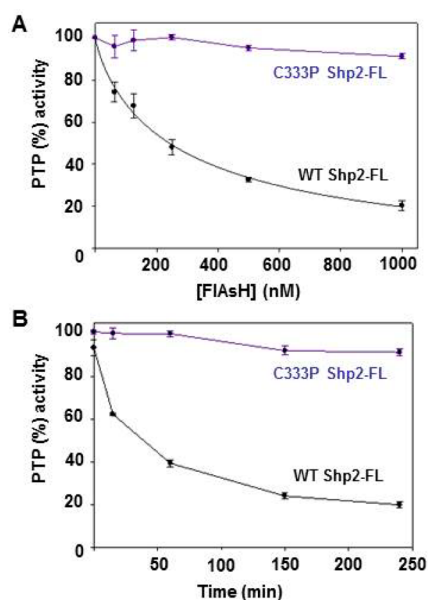 A
100
80
60
40
20
0
PTP (%) activity
C333P Shp2-FL
WT Shp2-FL
200
400
600
800
1000
[FlAsH] (nM)
B
100
80
60
40
20
0
PTP (%) activity
C333P Shp2-FL
WT Shp2-FL
50
100
150
200
250
Time (min)